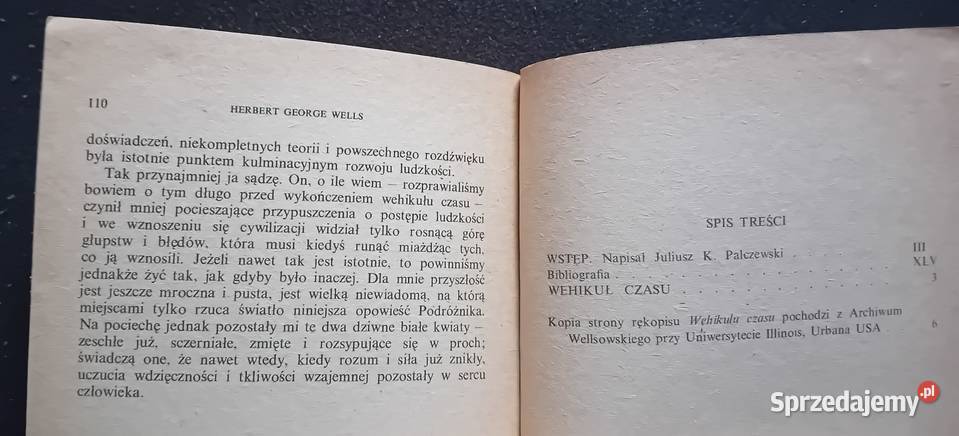 110
HERBERT GEORGE WELLS
doświadczeń, niekompletnych teorii i powszechnego rozdźwięku
była istotnie punktem kulminacyjnym rozwoju ludzkości.
Tak przynajmniej ja sądzę. On, o ile wiem – rozprawialiśmy
bowiem o tym długo przed wykończeniem wehikułu czasu –
czynił mniej pocieszające przypuszczenia o postępie ludzkości
i we wznoszeniu się cywilizacji widział tylko rosnącą górę
głupstw i błędów, która musi kiedyś runąć miażdżąc tych,
co ją wznosili. Jeżeli nawet tak jest istotnie, to powinniśmy
jednakże żyć tak, jak gdyby było inaczej. Dla mnie przyszłość
jest jeszcze mroczna i pusta, jest wielką niewiadomą, na którą
miejscami tylko rzuca światło niniejsza opowieść Podróżnika.
Na pociechę jednak pozostały mi te dwa dziwne białe kwiaty –
zeschłe już, sczerniałe, zmięte i rozsypujące się w proch;
świadczą one, że nawet wtedy, kiedy rozum i siła już znikły,
uczucia wdzięczności i tkliwości wzajemnej pozostały w sercu
człowieka.
SPIS TREŚCI
WSTĘP. Napisał Juliusz K. Palczewski . . . . . . . III
Bibliografia . . . . . . . . . . . . . . . XLV
WEHIKUŁ CZASU . . . . . . . . . . . . 3
Kopia strony rękopisu Wehikułu czasu pochodzi z Archiwum
Wellsowskiego przy Uniwersytecie Illinois, Urbana USA . 6
Sprzedajemy.pl